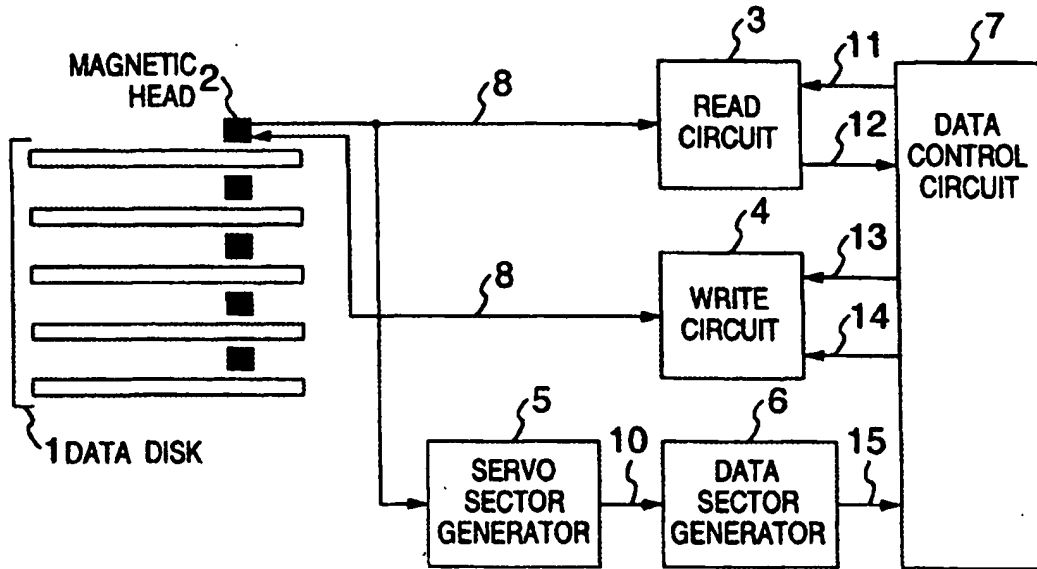 MAGNETIC 2
HEAD
8
3
11
7
READ
CIRCUIT
12
DATA
CONTROL
CIRCUIT
4
13
8
WRITE
CIRCUIT
14
1 DATA DISK
5
6
10
15
SERVO
SECTOR
GENERATOR
DATA
SECTOR
GENERATOR